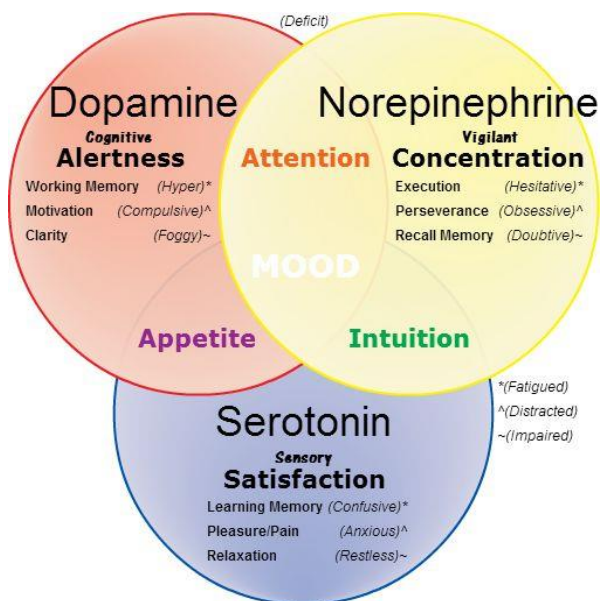 (Deficit)
Dopamine
Cognitive
Alertness
Working Memory (Hyper)*
Motivation (Compulsive)^
Clarity (Foggy)~
Norepinephrine
Vigilant
Concentration
Execution (Hesitative)*
Perseverance (Obsessive)^
Recall Memory (Doubtive)~
Attention
MOOD
Appetite
Intuition
Serotonin
Sensory
Satisfaction
Learning Memory (Confusive)*
Pleasure/Pain (Anxious)^
Relaxation (Restless)~
*(Fatigued)
^(Distracted)
~(Impaired)